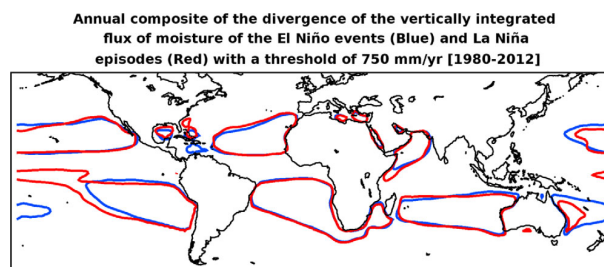 Annual composite of the divergence of the vertically integrated
flux of moisture of the El Niño events (Blue) and La Niña
episodes (Red) with a threshold of 750 mm/yr [1980-2012]